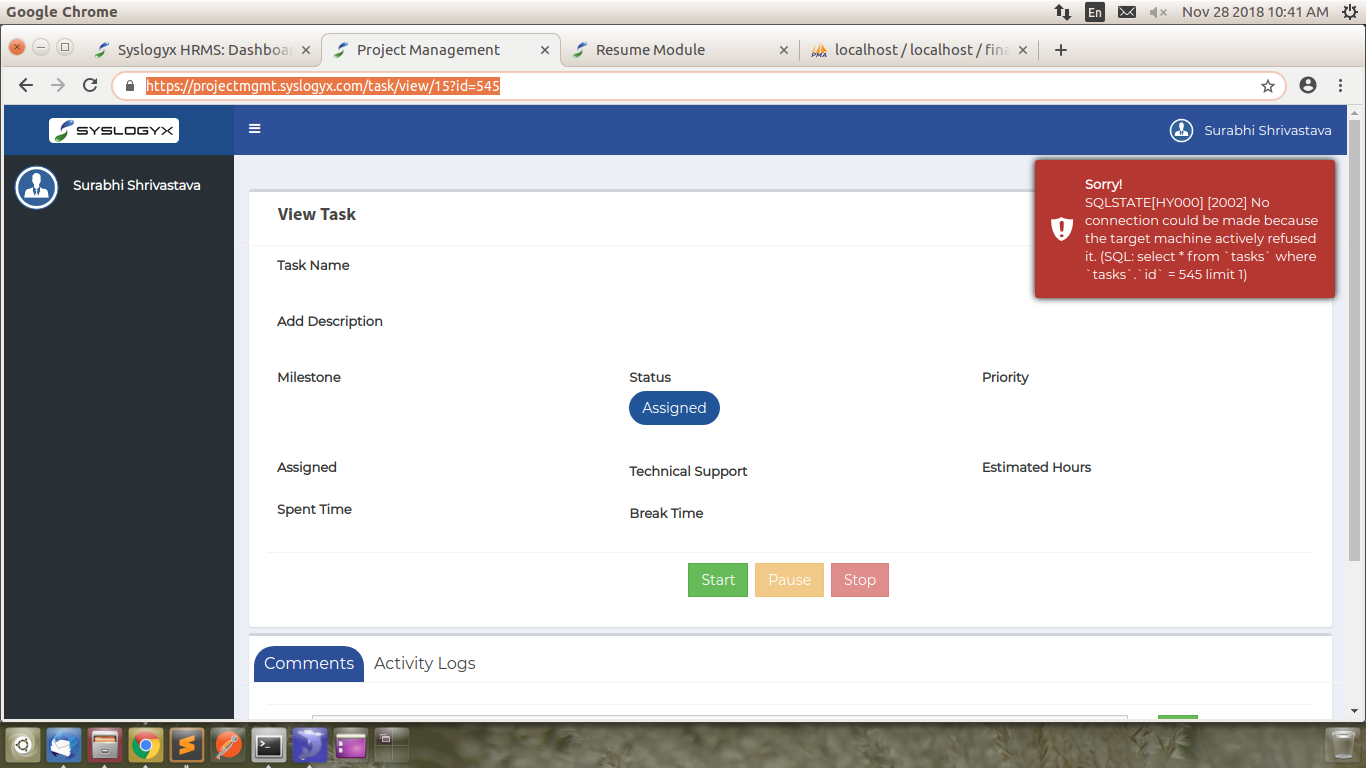 Google Chrome
En
Nov 28 2018 10:41 AM
Syslogyx HRMS: Dashboa
Project Management
Resume Module
PMA
localhost / localhost / fina
https://projectmgmt.syslogyx.com/task/view/15?id=545
SYSLOGYX
Surabhi Shrivastava
Surabhi Shrivastava
Sorry!
SQLSTATE[HY000] [2002] No
connection could be made because
the target machine actively refused
it. (SQL: select * from `tasks` where
`tasks`.`id` = 545 limit 1)
View Task
Task Name
Add Description
Milestone
Status
Priority
Assigned
Assigned
Technical Support
Estimated Hours
Spent Time
Break Time
Start
Pause
Stop
Comments
Activity Logs